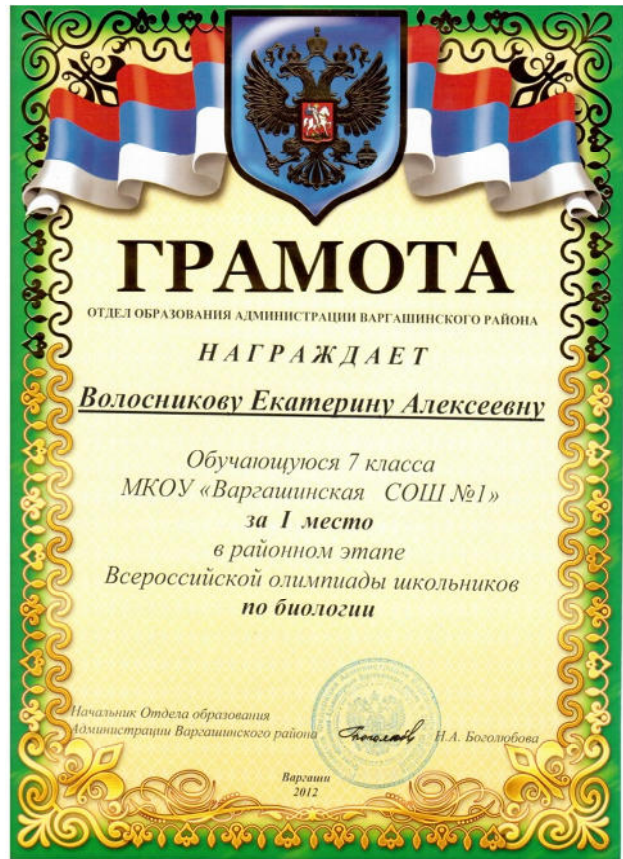 ГРАМОТА
ОТДЕЛ ОБРАЗОВАНИЯ АДМИНИСТРАЦИИ ВАРГАШИНСКОГО РАЙОНА
НАГРАЖДАЕТ
Волосникову Екатерину Алексеевну
Обучающуюся 7 класса
МКОУ «Варгашинская СОШ №1»
за I место
в районном этапе
Всероссийской олимпиады школьников
по биологии
Начальник Отдела образования
Администрации Варгашинского района Н.А. Боголюбова
Варгаши
2012